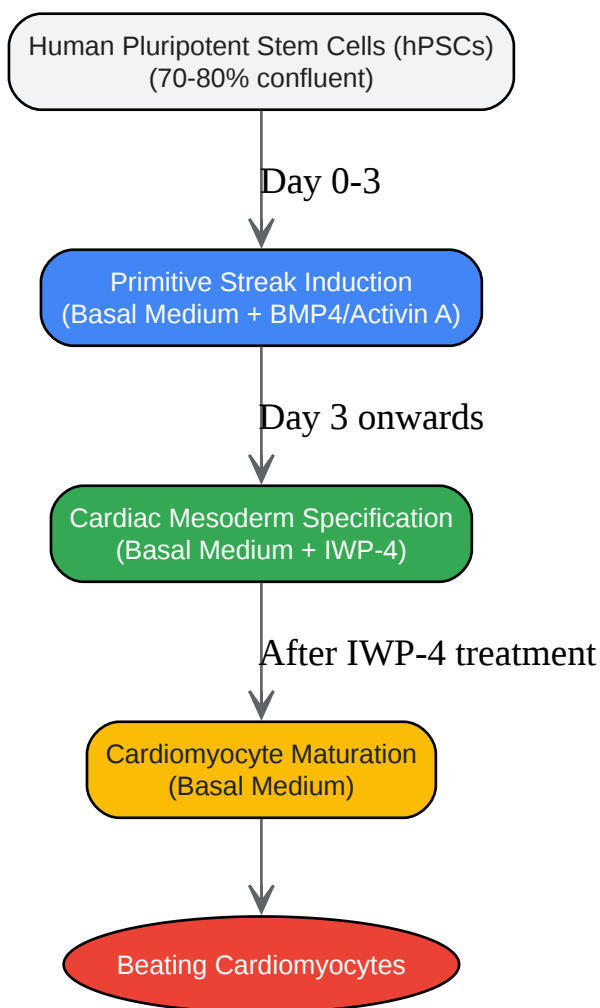 Human Pluripotent Stem Cells (hPSCs)
(70-80% confluent)
Day 0-3
Primitive Streak Induction
(Basal Medium + BMP4/Activin A)
Day 3 onwards
Cardiac Mesoderm Specification
(Basal Medium + IWP-4)
After IWP-4 treatment
Cardiomyocyte Maturation
(Basal Medium)
Beating Cardiomyocytes